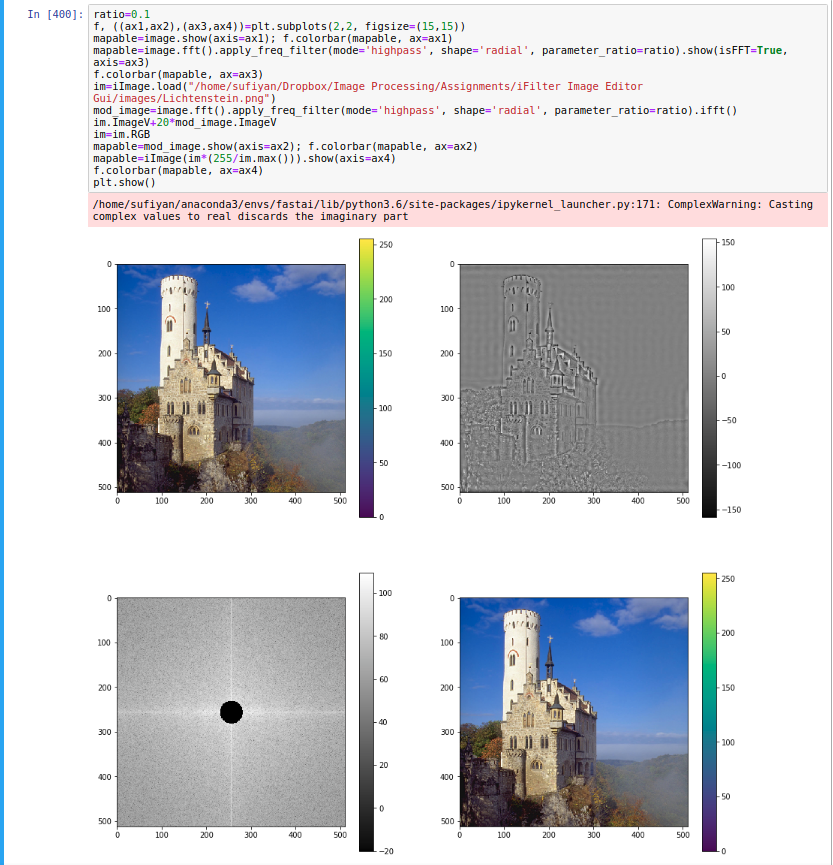 In [400]:
ratio=0.1
f, ((ax1,ax2),(ax3,ax4))=plt.subplots(2,2, figsize=(15,15))
mapable=image.show(axis=ax1); f.colorbar(mapable, ax=ax1)
mapable=image.fft().apply_freq_filter(mode='highpass', shape='radial', parameter_ratio=ratio).show(isFFT=True,
axis=ax3)
f.colorbar(mapable, ax=ax3)
im=iImage.load("/home/sufiyan/Dropbox/Image Processing/Assignments/iFilter Image Editor
Gui/images/Lichtenstein.png")
mod_image=image.fft().apply_freq_filter(mode='highpass', shape='radial', parameter_ratio=ratio).ifft()
im.ImageV+20*mod_image.ImageV
im=im.RGB
mapable=mod_image.show(axis=ax2); f.colorbar(mapable, ax=ax2)
mapable=iImage(im*(255/im.max())).show(axis=ax4)
f.colorbar(mapable, ax=ax4)
plt.show()
/home/sufiyan/anaconda3/envs/fastai/lib/python3.6/site-packages/ipykernel_launcher.py:171: ComplexWarning: Casting
complex values to real discards the imaginary part
0
100
200
300
400
500
0 100 200 300 400 500
250
200
150
100
50
0
0
100
200
300
400
500
0 100 200 300 400 500
150
100
50
0
−50
−100
−150
0
100
200
300
400
500
0 100 200 300 400 500
100
80
60
40
20
0
−20
0
100
200
300
400
500
0 100 200 300 400 500
250
200
150
100
50
0